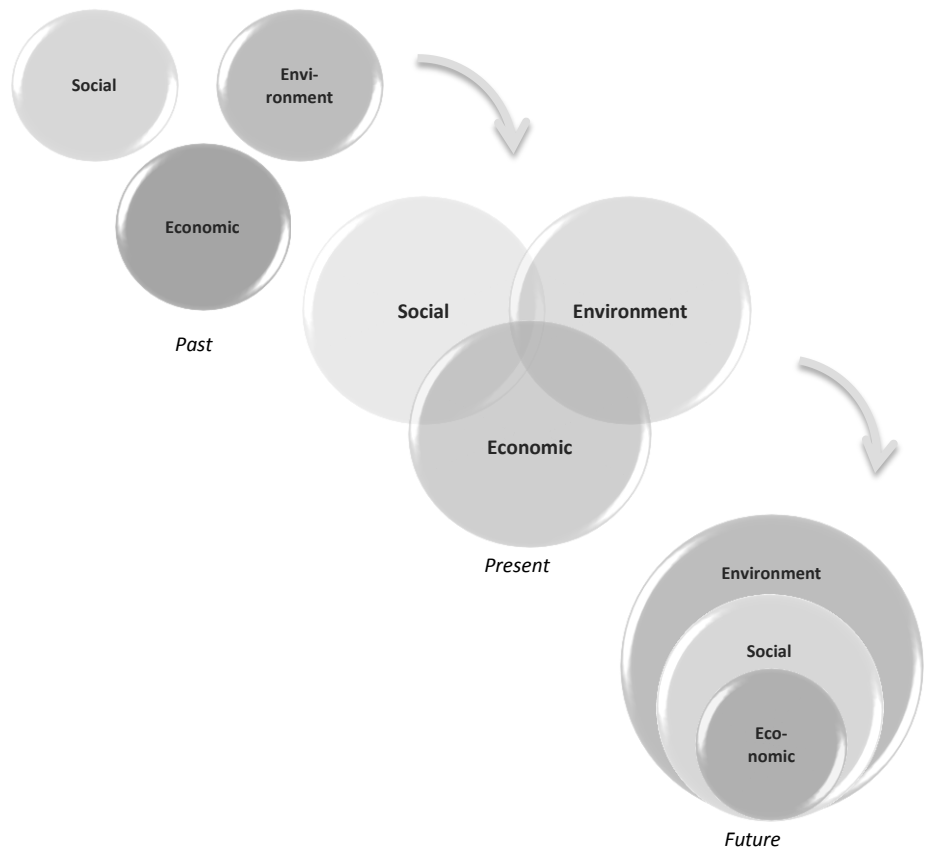 Social
Envi-
ronment
Economic
Past
Social
Environment
Economic
Present
Environment
Social
Eco-
nomic
Future